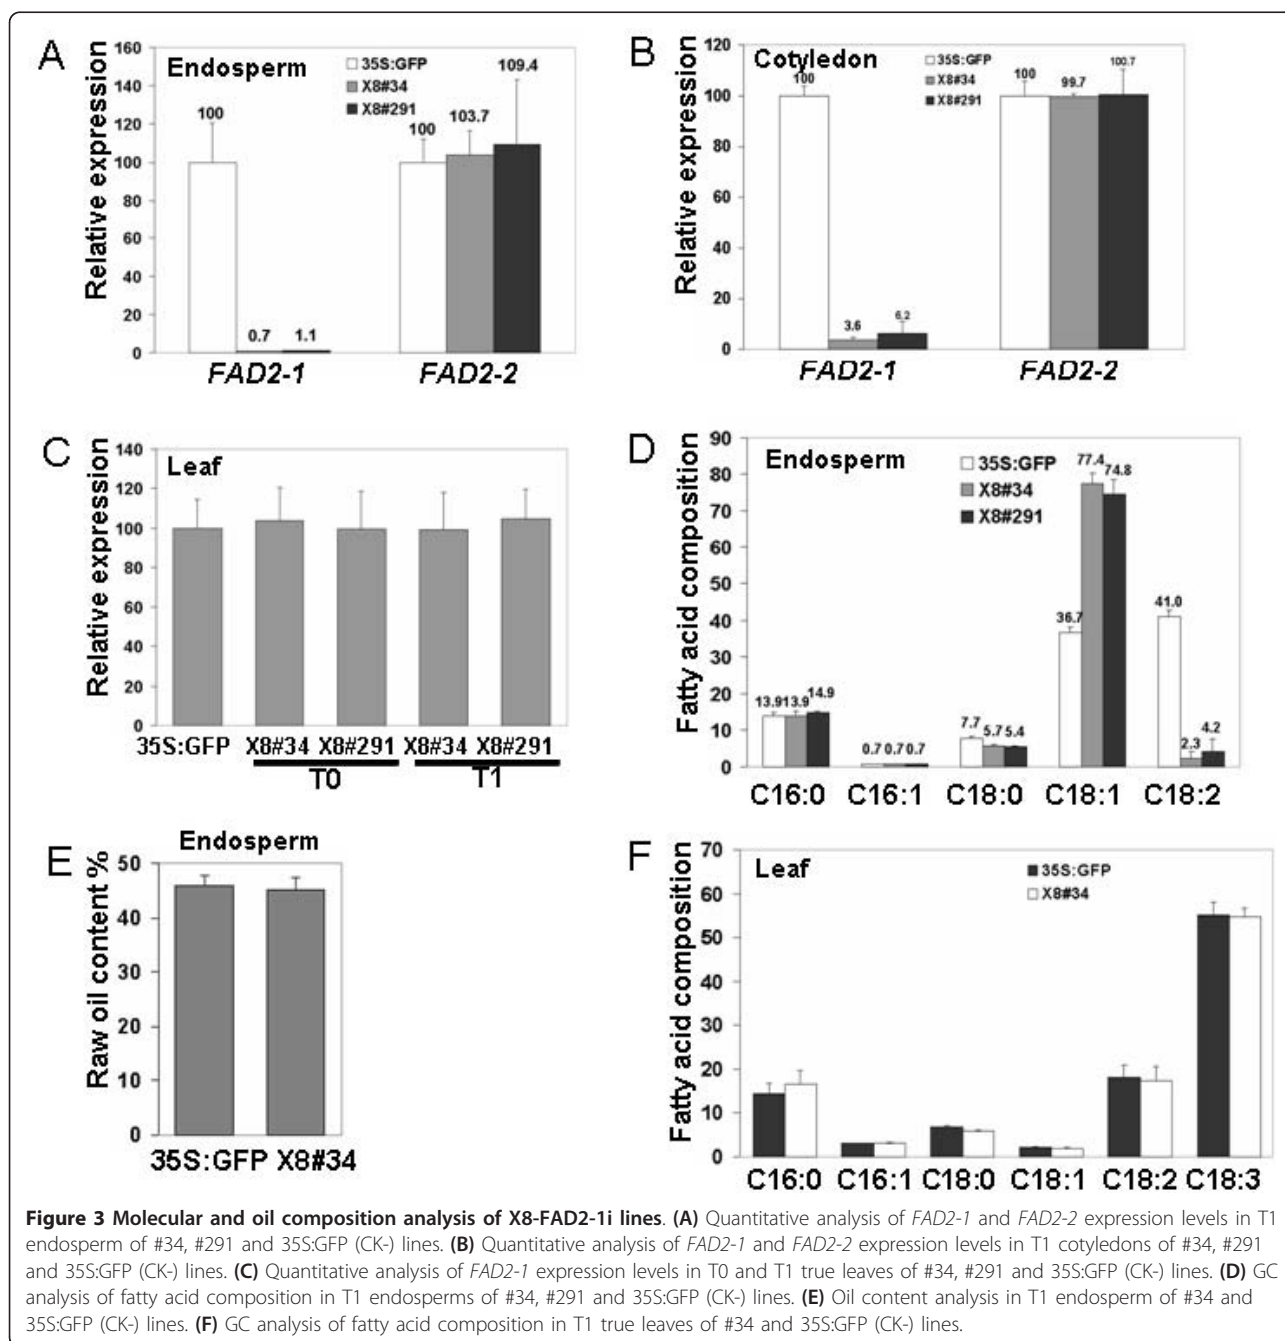 A
Endosperm
35S:GFP
X8#34
X8#291
Relative expression
160
140
120
100
80
60
40
20
0
100
0.7
1.1
100
103.7
109.4
FAD2-1
FAD2-2
B
Cotyledon
35S:GFP
X8#34
X8#291
Relative expression
120
100
80
60
40
20
0
100
3.6
6.2
100
99.7
100.7
FAD2-1
FAD2-2
C
Leaf
Relative expression
140
120
100
80
60
40
20
0
35S:GFP X8#34 X8#291 X8#34 X8#291
T0 T1
D
Endosperm
35S:GFP
X8#34
X8#291
Fatty acid composition
90
80
70
60
50
40
30
20
10
0
13.9 13.9 14.9
0.7 0.7 0.7
7.7 5.7 5.4
36.7 77.4 74.8
41.0 2.3 4.2
C16:0 C16:1 C18:0 C18:1 C18:2
E
Endosperm
Raw oil content %
50
40
30
20
10
0
35S:GFP X8#34
F
Leaf
35S:GFP
X8#34
Fatty acid composition
70
60
50
40
30
20
10
0
C16:0 C16:1 C18:0 C18:1 C18:2 C18:3
Figure 3 Molecular and oil composition analysis of X8-FAD2-1i lines. (A) Quantitative analysis of FAD2-1 and FAD2-2 expression levels in T1
endosperm of #34, #291 and 35S:GFP (CK-) lines. (B) Quantitative analysis of FAD2-1 and FAD2-2 expression levels in T1 cotyledons of #34, #291
and 35S:GFP (CK-) lines. (C) Quantitative analysis of FAD2-1 expression levels in T0 and T1 true leaves of #34, #291 and 35S:GFP (CK-) lines. (D) GC
analysis of fatty acid composition in T1 endosperms of #34, #291 and 35S:GFP (CK-) lines. (E) Oil content analysis in T1 endosperm of #34 and
35S:GFP (CK-) lines. (F) GC analysis of fatty acid composition in T1 true leaves of #34 and 35S:GFP (CK-) lines.